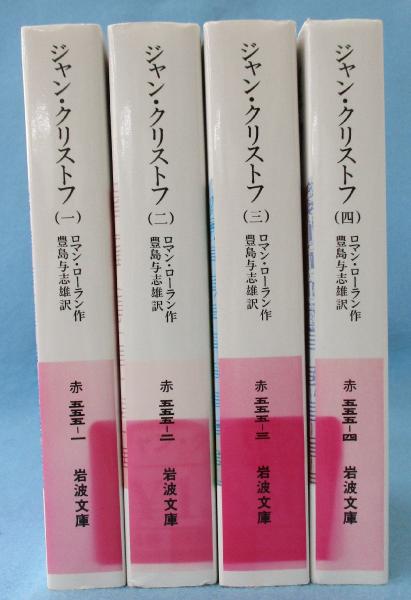 ジャン・クリストフ
(一)
ロマン・ローラン作
豊島与志雄訳
赤
五五五-一
岩波文庫
ジャン・クリストフ
(二)
ロマン・ローラン作
豊島与志雄訳
赤
五五五-二
岩波文庫
ジャン・クリストフ
(三)
ロマン・ローラン作
豊島与志雄訳
赤
五五五-三
岩波文庫
ジャン・クリストフ
(四)
ロマン・ローラン作
豊島与志雄訳
赤
五五五-四
岩波文庫